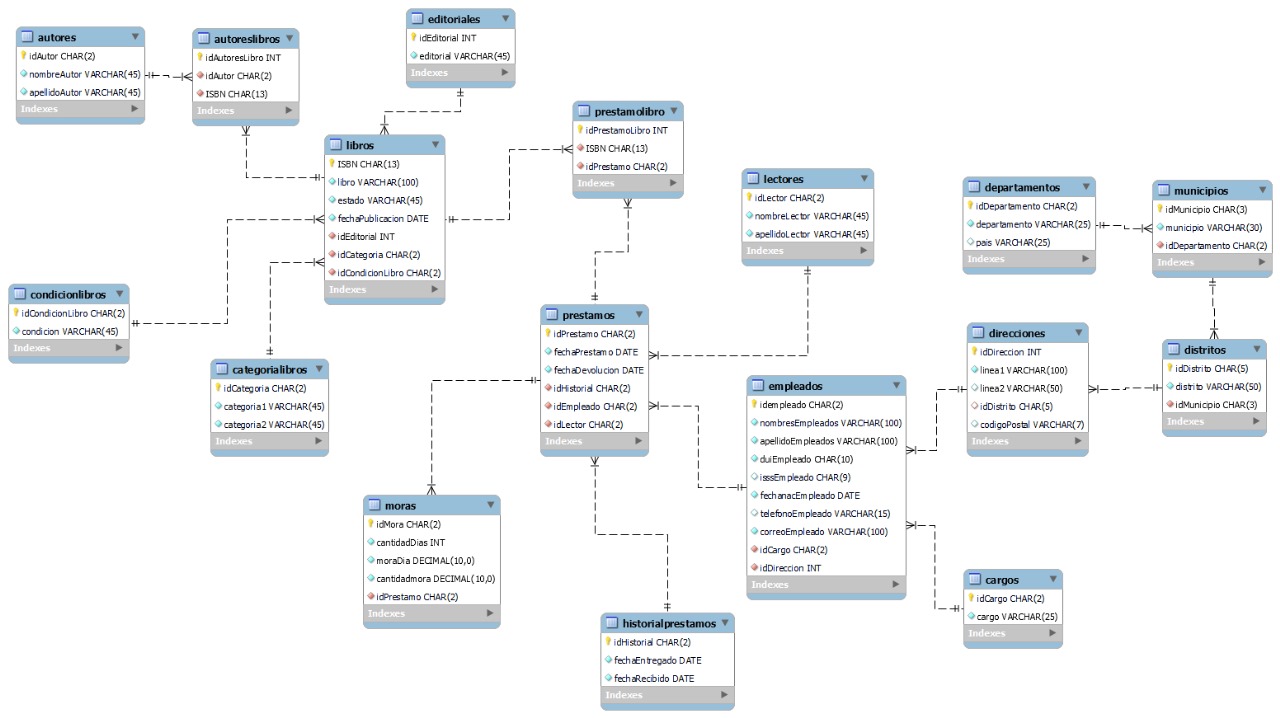 autores
idAutor CHAR(2)
nombreAutor VARCHAR(45)
apellidoAutor VARCHAR(45)
Indexes
autoreslibros
idAutoresLibro INT
idAutor CHAR(2)
ISBN CHAR(13)
Indexes
editoriales
idEditorial INT
editorial VARCHAR(45)
Indexes
libros
ISBN CHAR(13)
libro VARCHAR(100)
estado VARCHAR(45)
fechaPublicacion DATE
idEditorial INT
idCategoria CHAR(2)
idCondicionLibro CHAR(2)
Indexes
prestamolibro
idPrestamoLibro INT
ISBN CHAR(13)
idPrestamo CHAR(2)
Indexes
lectores
idLector CHAR(2)
nombreLector VARCHAR(45)
apellidoLector VARCHAR(45)
Indexes
departamentos
idDepartamento CHAR(2)
departamento VARCHAR(25)
pais VARCHAR(25)
Indexes
municipios
idMunicipio CHAR(3)
municipio VARCHAR(30)
idDepartamento CHAR(2)
Indexes
condicionlibros
idCondicionLibro CHAR(2)
condicion VARCHAR(45)
Indexes
categorialibros
idCategoria CHAR(2)
categoria1 VARCHAR(45)
categoria2 VARCHAR(45)
Indexes
prestamos
idPrestamo CHAR(2)
fechaPrestamo DATE
fechaDevolucion DATE
idHistorial CHAR(2)
idEmpleado CHAR(2)
idLector CHAR(2)
Indexes
empleados
idempleado CHAR(2)
nombresEmpleados VARCHAR(100)
apellidoEmpleados VARCHAR(100)
duiEmpleado CHAR(10)
isssEmpleado CHAR(9)
fechanacEmpleado DATE
telefonoEmpleado VARCHAR(15)
correoEmpleado VARCHAR(100)
idCargo CHAR(2)
idDireccion INT
Indexes
direcciones
idDireccion INT
linea1 VARCHAR(100)
linea2 VARCHAR(50)
idDistrito CHAR(5)
codigoPostal VARCHAR(7)
Indexes
distritos
idDistrito CHAR(5)
distrito VARCHAR(50)
idMunicipio CHAR(3)
Indexes
moras
idMora CHAR(2)
cantidadDias INT
moraDia DECIMAL(10,0)
cantidadmora DECIMAL(10,0)
idPrestamo CHAR(2)
Indexes
historialprestamos
idHistorial CHAR(2)
fechaEntregado DATE
fechaRecibido DATE
Indexes
cargos
idCargo CHAR(2)
cargo VARCHAR(25)
Indexes